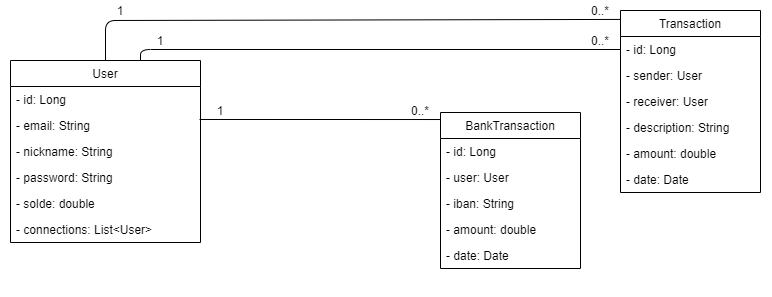 1
0..*
Transaction
1
0..*
- id: Long
- sender: User
- receiver: User
- description: String
- amount: double
- date: Date
User
- id: Long
- email: String
- nickname: String
- password: String
- solde: double
- connections: List<User>
1
0..*
BankTransaction
- id: Long
- user: User
- iban: String
- amount: double
- date: Date